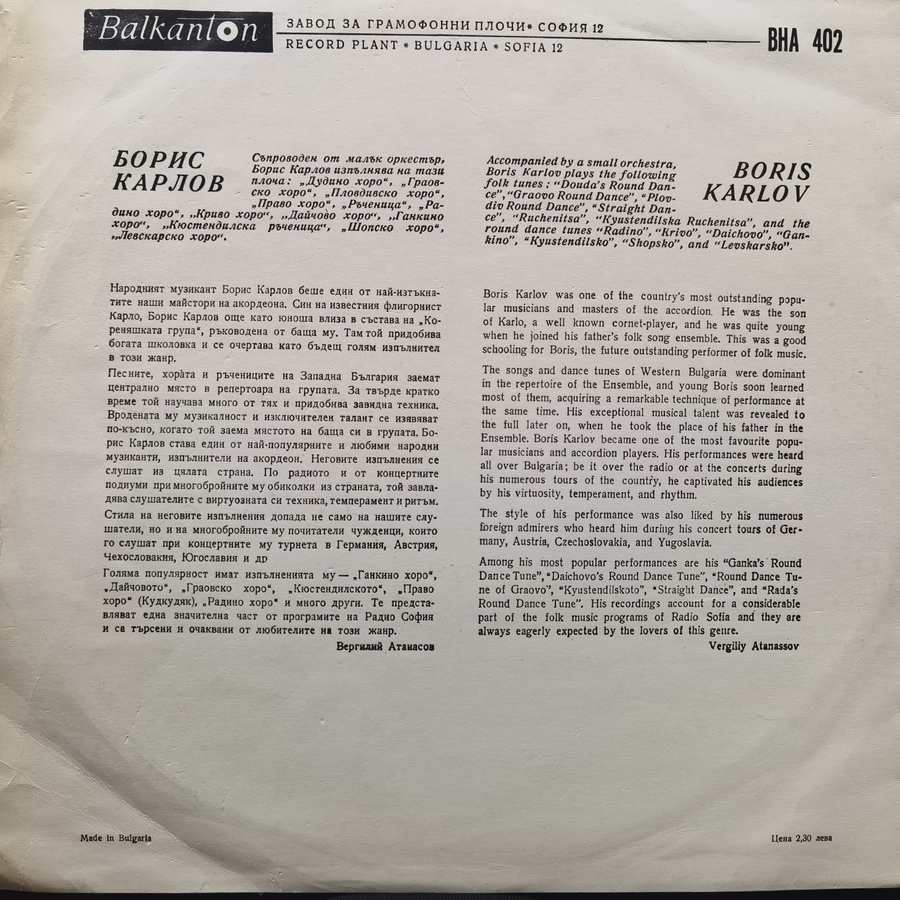 Balkanton
ЗАВОД ЗА ГРАМОФОННИ ПЛОЧИ • СОФИЯ 12
RECORD PLANT • BULGARIA • SOFIA 12
ВНА 402
БОРИС
КАРЛОВ
Съпроводен от малък оркестър,
Борис Карлов изпълнява на тази
плоча: „Дудино хоро“, „Граов-
ско хоро“, „Пловдивско хоро“,
„Право хоро“, „Ръченица“, „Ра-
дино хоро“, „Криво хоро“, „Дайчово хоро“, „Ганкино
хоро“, „Кюстендилска ръченица“, „Шопско хоро“,
„Левскарско хоро“.
Народният музикант Борис Карлов беше един от най-изтъкна-
тите наши майстори на акордеона. Син на известния флигорнист
Карло, Борис Карлов още като юноша влиза в състава на „Ко-
реняшката група“, ръководена от баща му. Там той придобива
богата школовка и се очертава като бъдещ голям изпълнител
в този жанр.
Песните, хората и ръчениците на Западна България заемат
централно място в репертоара на групата. За твърде кратко
време той научава много от тях и придобива завидна техника.
Вродената му музикалност и изключителен талант се изявяват
по-късно, когато той заема мястото на баща си в групата. Бо-
рис Карлов става един от най-популярните и любими народни
музиканти, изпълнители на акордеон. Неговите изпълнения се
слушат из цялата страна. По радиото и от концертните
подиуми при многобройните му обиколки из страната, той завла-
дява слушателите с виртуозната си техника, темперамент и ритъм.
Стила на неговите изпълнения допада не само на нашите слу-
шатели, но и на многобройните му почитатели чужденци, които
го слушат при концертните му турнета в Германия, Австрия,
Чехословакия, Югославия и др
Голяма популярност имат изпълненията му — „Ганкино хоро“,
„Дайчовото“, „Граовско хоро“, „Кюстендилското“, „Право
хоро“ (Кудкудяк), „Радино хоро“ и много други. Те предста-
вляват една значителна част от програмите на Радио София
и са търсени и очаквани от любителите на този жанр.
Вергилий Атанасов
Accompanied by a small orchestra,
Boris Karlov plays the following
folk tunes: “Douda's Round Dan-
ce”, “Graovo Round Dance”, “Plov-
div Round Dance”, “Straight Dan-
ce”, “Ruchenitsa”, “Kyustendilska Ruchenitsa”, and the
round dance tunes “Radino”, “Krivo”, “Daichovo”, “Gan-
kino”, “Kyustendilsko”, “Shopsko”, and “Levskarsko”.
BORIS
KARLOV
Boris Karlov was one of the country's most outstanding popu-
lar musicians and masters of the accordion. He was the son
of Karlo, a well known cornet-player, and he was quite young
when he joined his father's folk song ensemble. This was a good
schooling for Boris, the future outstanding performer of folk music.
The songs and dance tunes of Western Bulgaria were dominant
in the repertoire of the Ensemble, and young Boris soon learned
most of them, acquiring a remarkable technique of performance at
the same time. His exceptional musical talent was revealed to
the full later on, when he took the place of his father in the
Ensemble. Boris Karlov became one of the most favourite popu-
lar musicians and accordion players. His performances were heard
all over Bulgaria; be it over the radio or at the concerts during
his numerous tours of the country, he captivated his audiences
by his virtuosity, temperament, and rhythm.
The style of his performance was also liked by his numerous
foreign admirers who heard him during his concert tours of Ger-
many, Austria, Czechoslovakia, and Yugoslavia.
Among his most popular performances are his “Ganka's Round
Dance Tune”, “Daichovo's Round Dance Tune”, “Round Dance Tu-
ne of Graovo”, “Kyustendilskoto”, “Straight Dance”, and “Rada's
Round Dance Tune”. His recordings account for a considerable
part of the folk music programs of Radio Sofia and they are
always eagerly expected by the lovers of this genre.
Vergiliy Atanassov
Made in Bulgaria
Цена 2,30 лева